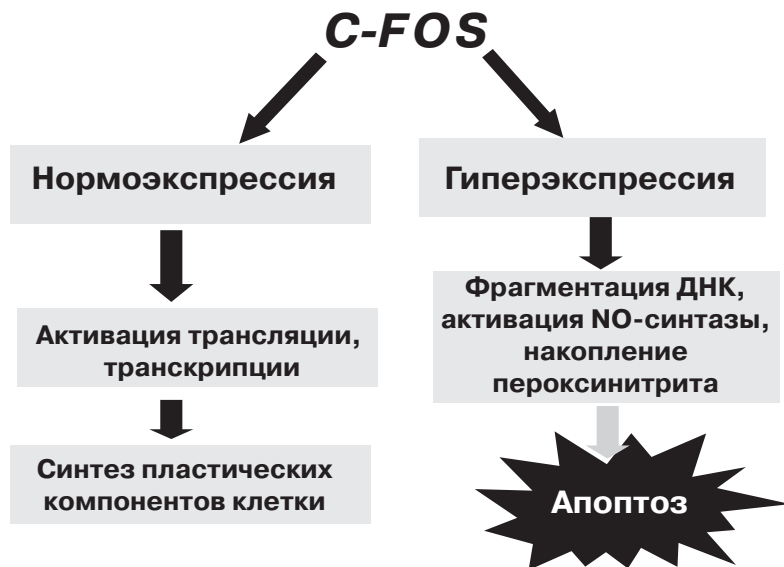 C-FOS
Нормоэкспрессия
Гиперэкспрессия
Активация трансляции,
транскрипции
Фрагментация ДНК,
активация NO-синтазы,
накопление
пероксинитрита
Синтез пластических
компонентов клетки
Апоптоз